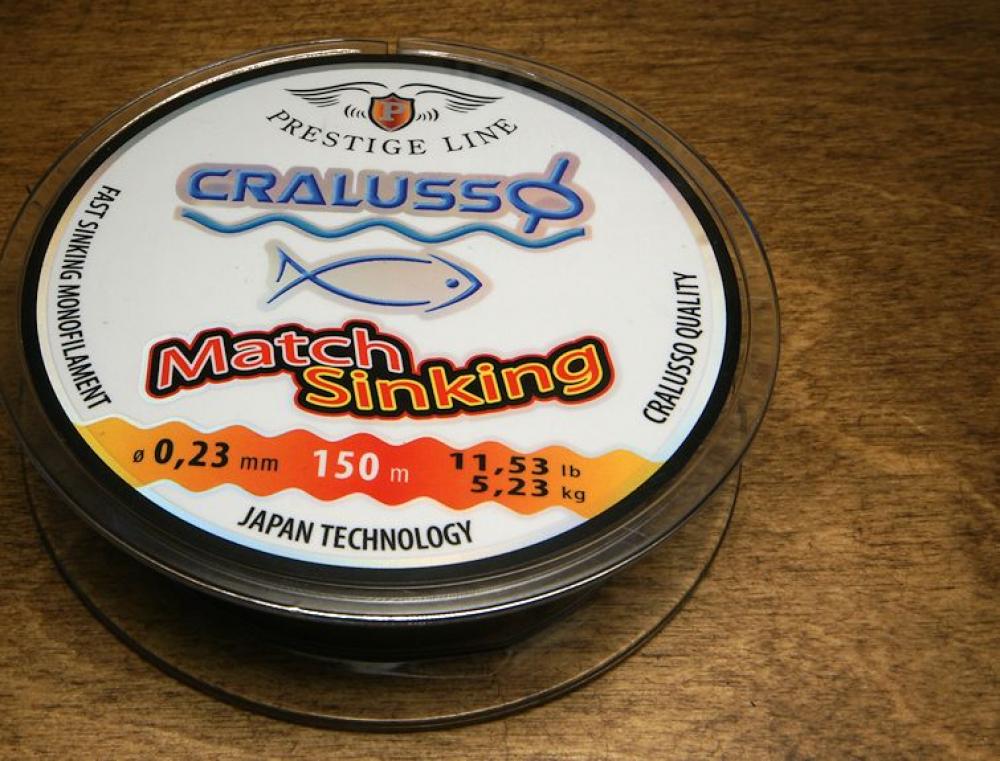 P
PRESTIGE LINE
CRALUSSO
FAST SINKING MONOFILAMENT
CRALUSSO QUALITY
Match
Sinking
ø 0,23 mm
150 m
11,53 lb
5,23 kg
JAPAN TECHNOLOGY